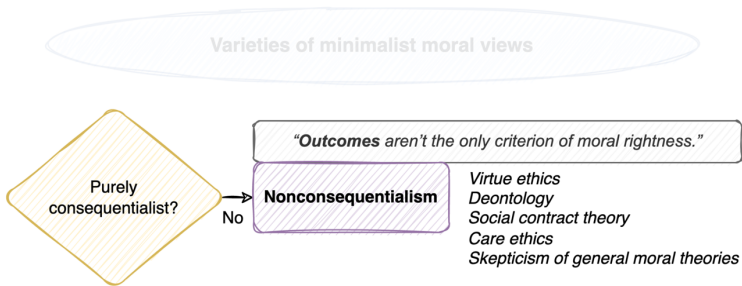 Varieties of minimalist moral views
“Outcomes aren’t the only criterion of moral rightness.”
Purely
consequentialist?
No
Nonconsequentialism
Virtue ethics
Deontology
Social contract theory
Care ethics
Skepticism of general moral theories